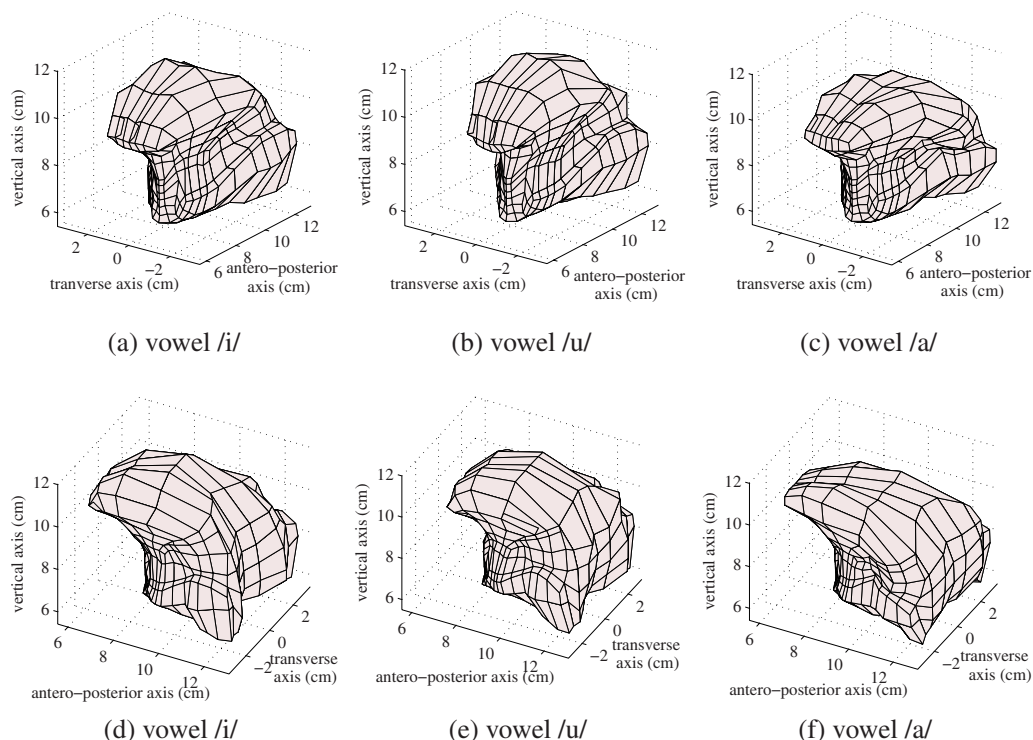 12
10
8
6
vertical axis (cm)
2
0
−2
tranverse axis (cm)
6
8
10
12
antero−posterior
axis (cm)
(a) vowel /i/
12
10
8
6
vertical axis (cm)
2
0
−2
tranverse axis (cm)
6
8
10
12
antero−posterior
axis (cm)
(b) vowel /u/
12
10
8
6
vertical axis (cm)
2
0
−2
tranverse axis (cm)
6
8
10
12
antero−posterior
axis (cm)
(c) vowel /a/
12
10
8
6
vertical axis (cm)
6
8
10
12
antero−posterior axis (cm)
−2
0
2
transverse
axis (cm)
(d) vowel /i/
12
10
8
6
vertical axis (cm)
6
8
10
12
antero−posterior axis (cm)
−2
0
2
transverse
axis (cm)
(e) vowel /u/
12
10
8
6
vertical axis (cm)
6
8
10
12
antero−posterior axis (cm)
−2
0
2
transverse
axis (cm)
(f) vowel /a/